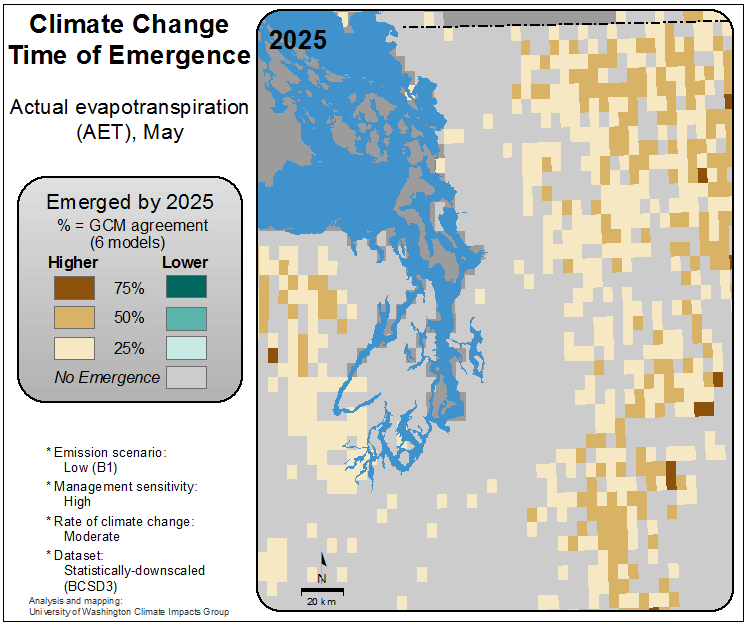 Climate Change
Time of Emergence
Actual evapotranspiration
(AET), May
Emerged by 2025
% = GCM agreement
(6 models)
Higher Lower
75%
50%
25%
No Emergence
* Emission scenario:
Low (B1)
* Management sensitivity:
High
* Rate of climate change:
Moderate
* Dataset:
Statistically-downscaled
(BCSD3)
Analysis and mapping:
University of Washington Climate Impacts Group
2025
N
20 km